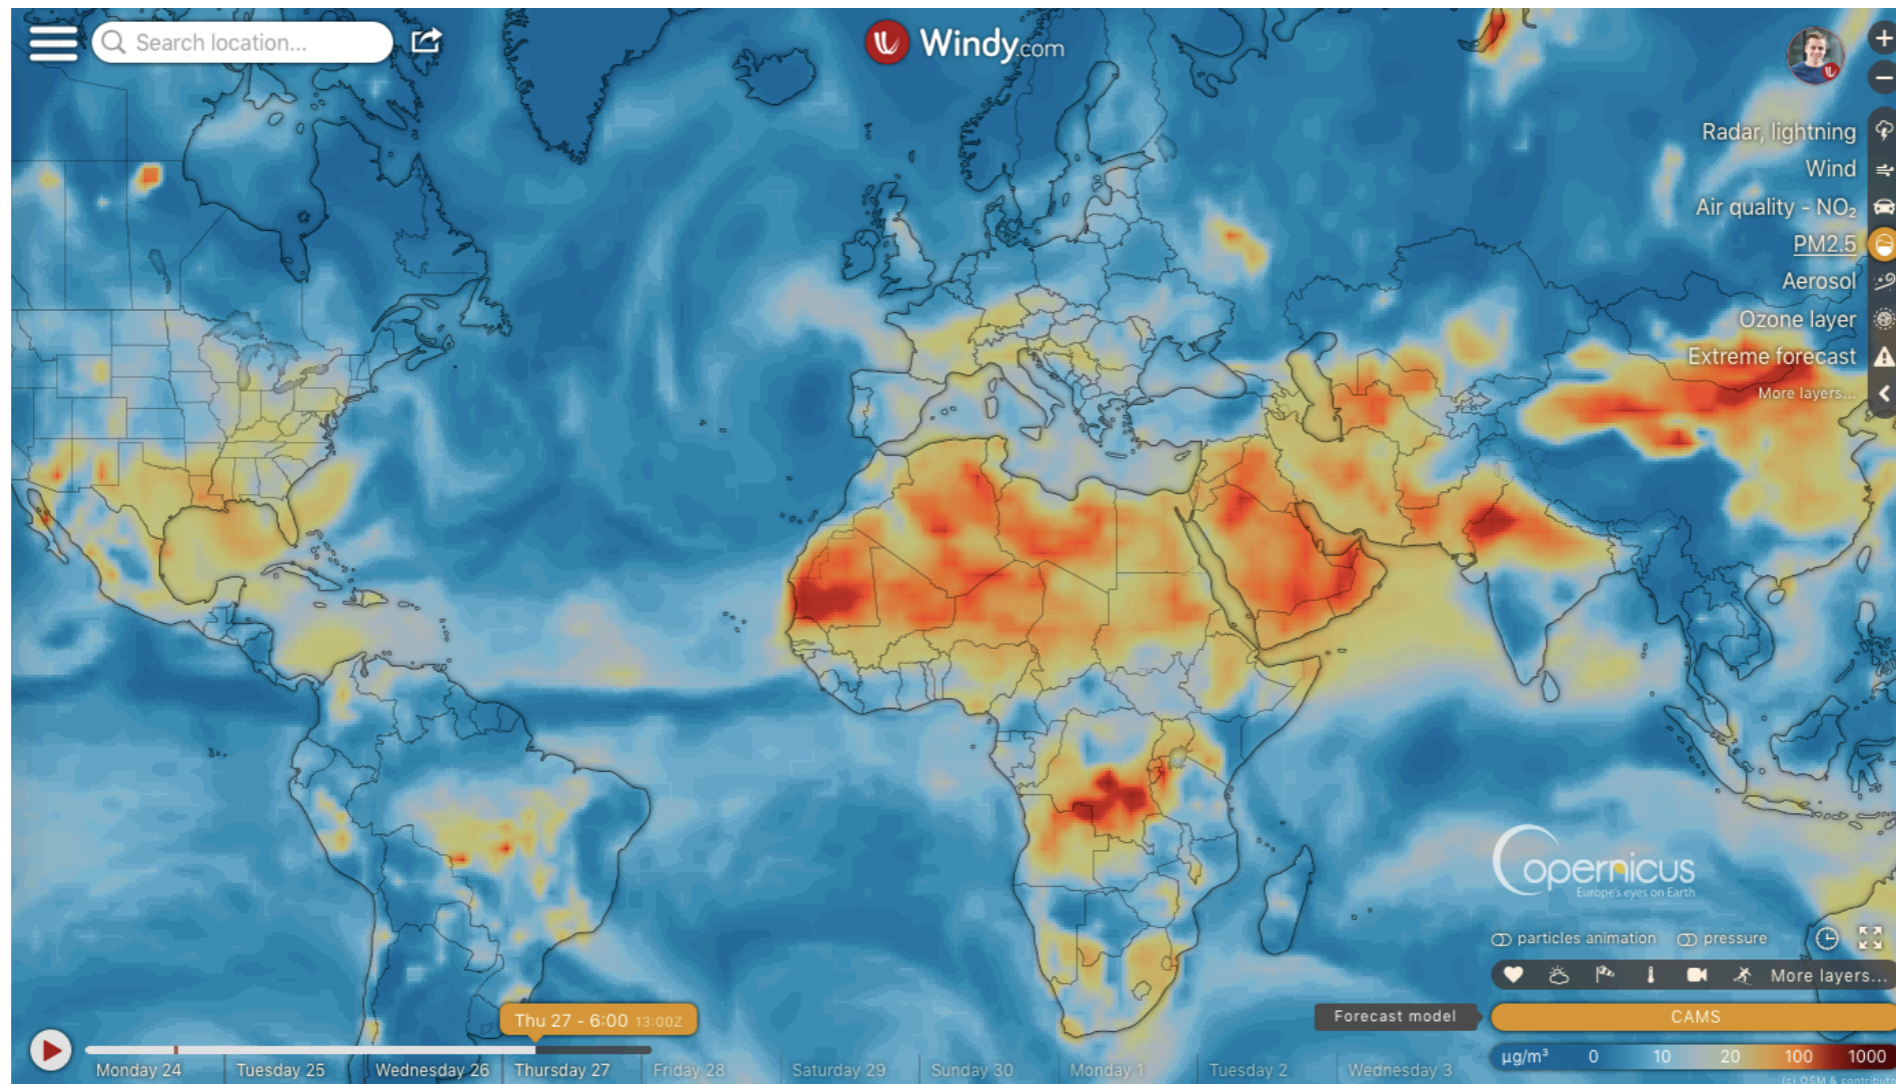 Search location...
Windy.com
Radar, lightning
Wind
Air quality - NO₂
PM2.5
Aerosol
Ozone layer
Extreme forecast
More layers...
Copernicus
Europe's eyes on Earth
particles animation
pressure
More layers...
Thu 27 - 6:00 13:00Z
Forecast model
CAMS
µg/m³ 0 10 20 100 1000
Monday 24 Tuesday 25 Wednesday 26 Thursday 27 Friday 28 Saturday 29 Sunday 30 Monday 1 Tuesday 2 Wednesday 3